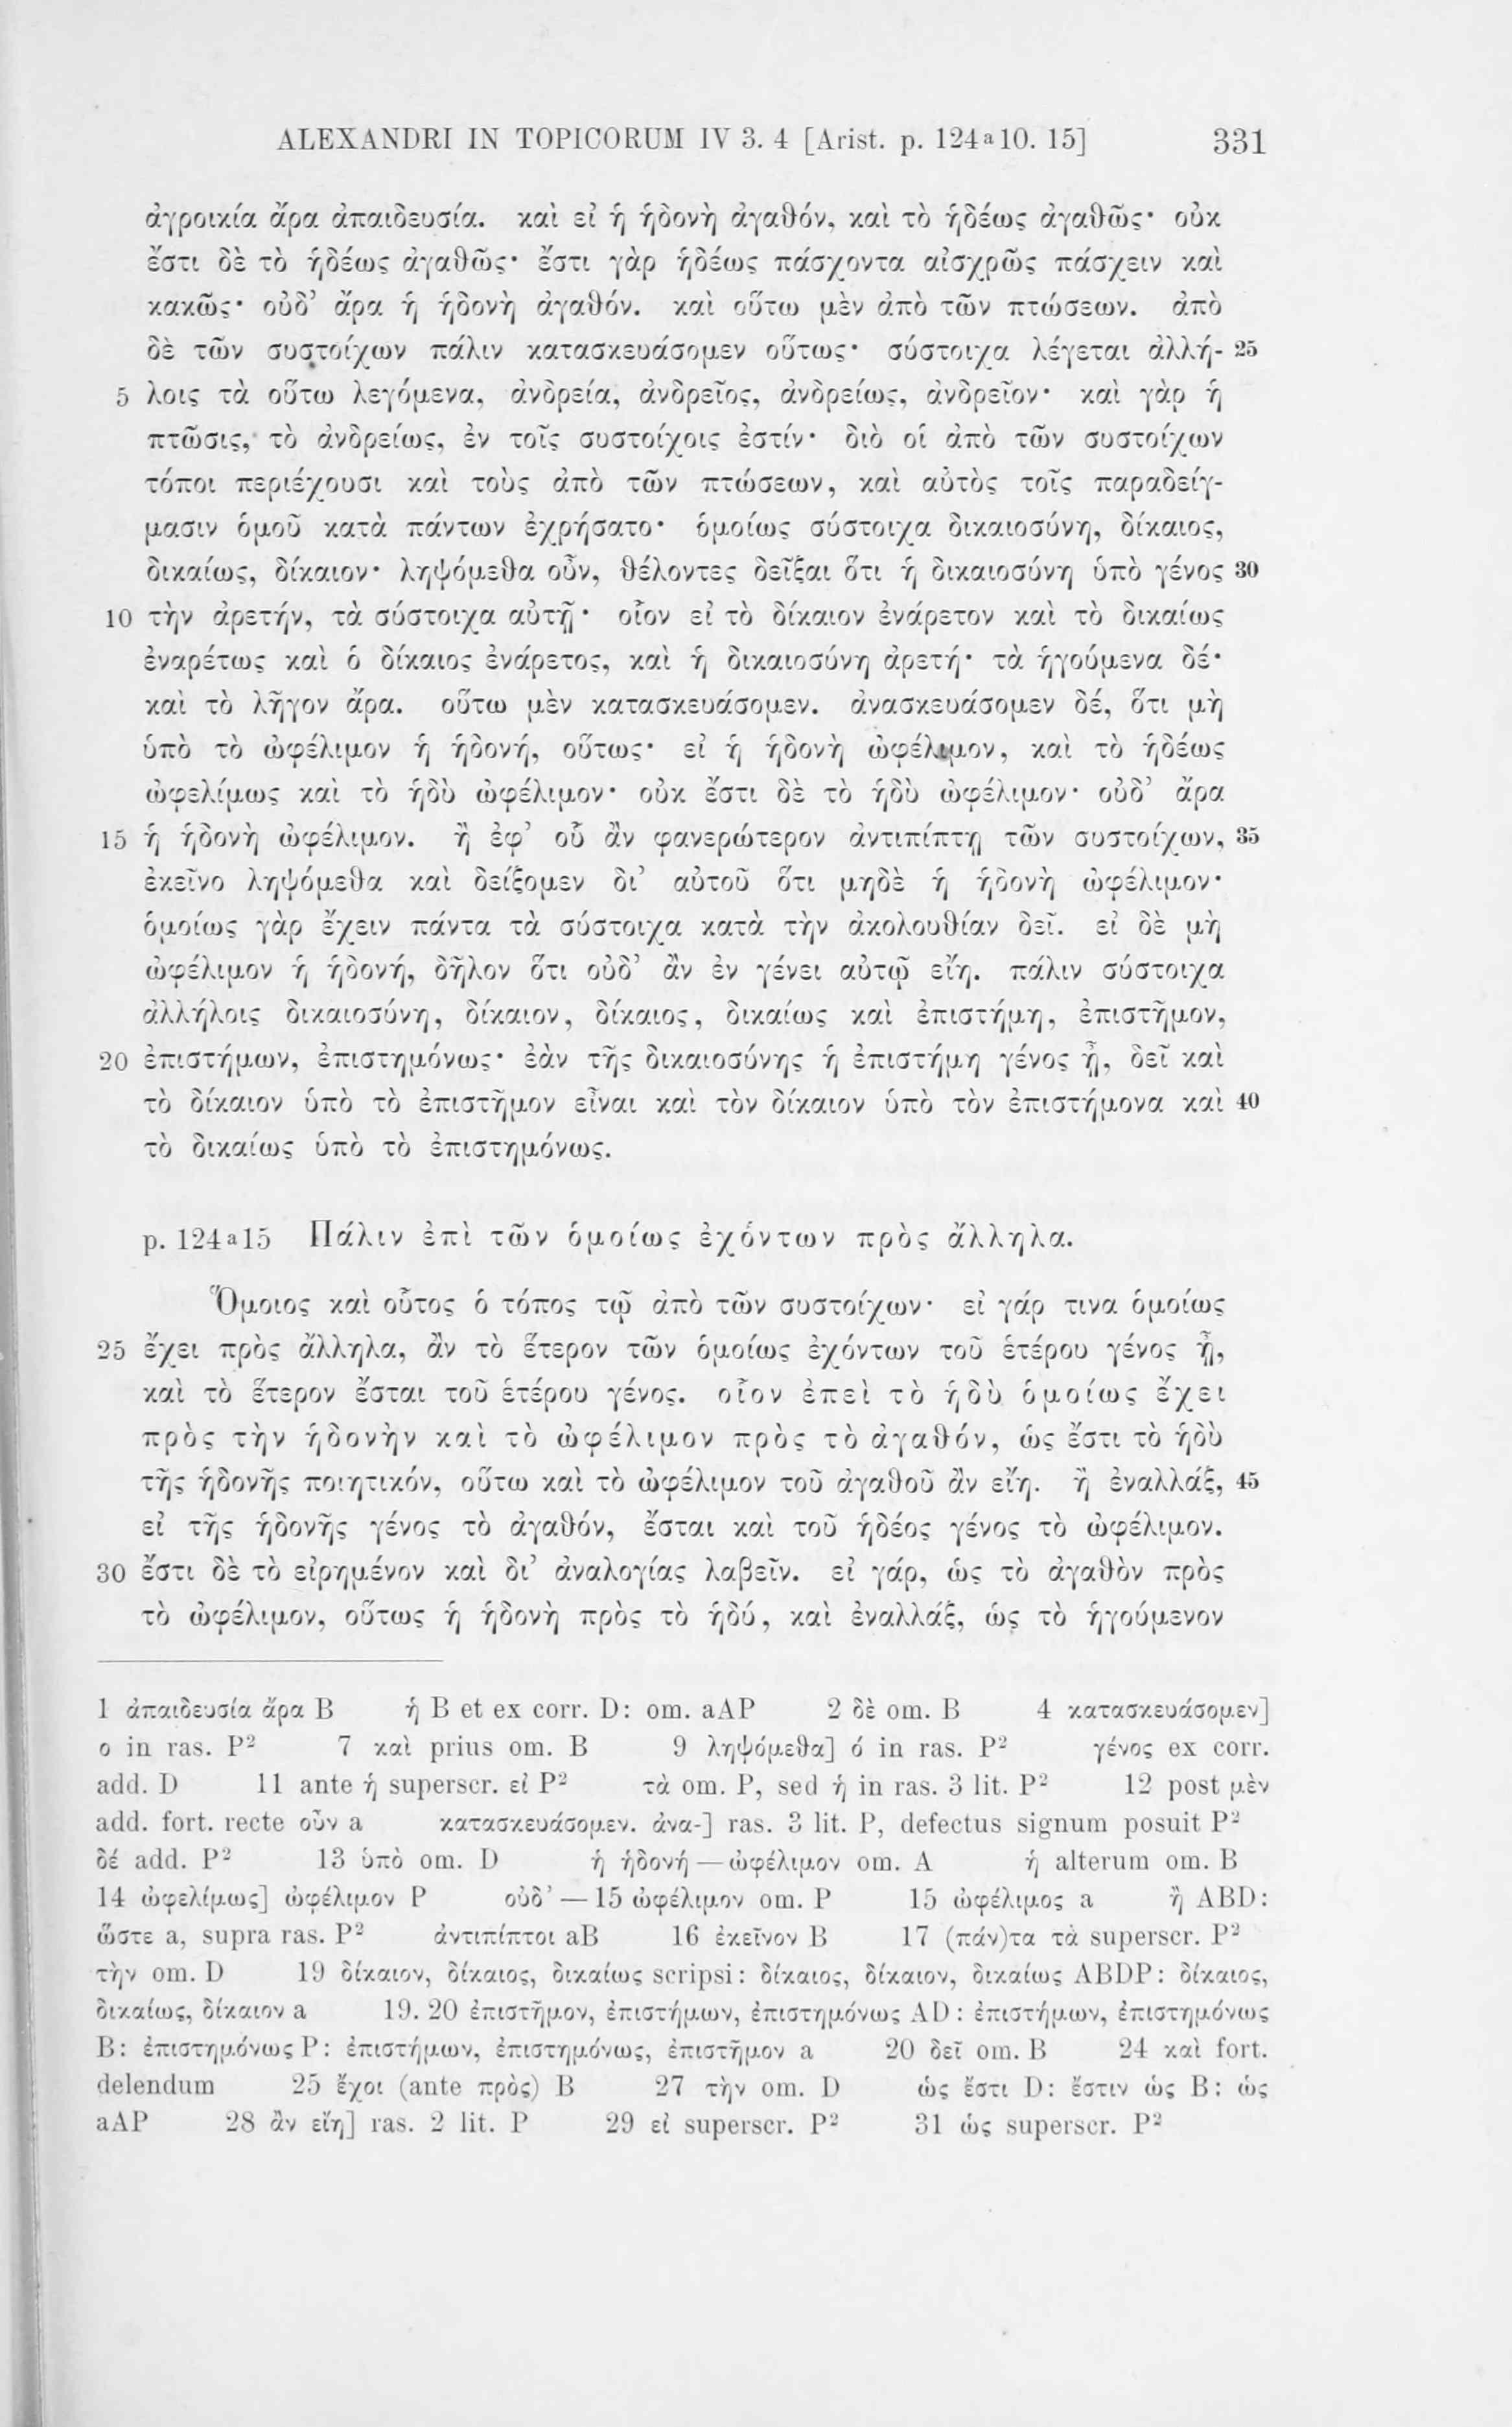 ALEXANDRI IN TOPICORUM IV 3. 4 [Arist. p. 124ᵃ10. 15] 331
ἀγροικία ἄρα ἀπαιδευσία. καὶ εἰ ἡ ἡδονὴ ἀγαθόν, καὶ τὸ ἡδέως ἀγαθῶς· οὐκ
ἔστι δὲ τὸ ἡδέως ἀγαθῶς· ἔστι γὰρ ἡδέως πάσχοντα αἰσχρῶς πάσχειν καὶ
κακῶς· οὐδ’ ἄρα ἡ ἡδονὴ ἀγαθόν. καὶ οὕτω μὲν ἀπὸ τῶν πτώσεων. ἀπὸ
δὲ τῶν συστοίχων πάλιν κατασκευάσομεν οὕτως· σύστοιχα λέγεται ἀλλή- 25
5 λοις τὰ οὕτω λεγόμενα, ἀνδρεία, ἀνδρεῖος, ἀνδρείως, ἀνδρεῖον· καὶ γὰρ ἡ
πτῶσις, τὸ ἀνδρείως, ἐν τοῖς συστοίχοις ἐστίν· διὸ οἱ ἀπὸ τῶν συστοίχων
τόποι περιέχουσι καὶ τοὺς ἀπὸ τῶν πτώσεων, καὶ αὐτὸς τοῖς παραδείγ-
μασιν ὁμοῦ κατὰ πάντων ἐχρήσατο· ὁμοίως σύστοιχα δικαιοσύνη, δίκαιος,
δικαίως, δίκαιον· ληψόμεθα οὖν, θέλοντες δεῖξαι ὅτι ἡ δικαιοσύνη ὑπὸ γένος 30
10 τὴν ἀρετήν, τὰ σύστοιχα αὐτῇ· οἷον εἰ τὸ δίκαιον ἐνάρετον καὶ τὸ δικαίως
ἐναρέτως καὶ ὁ δίκαιος ἐνάρετος, καὶ ἡ δικαιοσύνη ἀρετή· τὰ ἡγούμενα δέ·
καὶ τὸ λῆγον ἄρα. οὕτω μὲν κατασκευάσομεν. ἀνασκευάσομεν δέ, ὅτι μὴ
ὑπὸ τὸ ὠφέλιμον ἡ ἡδονή, οὕτως· εἰ ἡ ἡδονὴ ὠφέλιμον, καὶ τὸ ἡδέως
ὠφελίμως καὶ τὸ ἡδὺ ὠφέλιμον· οὐκ ἔστι δὲ τὸ ἡδὺ ὠφέλιμον· οὐδ’ ἄρα
15 ἡ ἡδονὴ ὠφέλιμον. ἢ ἐφ’ οὗ ἂν φανερώτερον ἀντιπίπτῃ τῶν συστοίχων, 35
ἐκεῖνο ληψόμεθα καὶ δείξομεν δι’ αὐτοῦ ὅτι μηδὲ ἡ ἡδονὴ ὠφέλιμον·
ὁμοίως γὰρ ἔχειν πάντα τὰ σύστοιχα κατὰ τὴν ἀκολουθίαν δεῖ. εἰ δὲ μὴ
ὠφέλιμον ἡ ἡδονή, δῆλον ὅτι οὐδ’ ἂν ἐν γένει αὐτῷ εἴη. πάλιν σύστοιχα
ἀλλήλοις δικαιοσύνη, δίκαιον, δίκαιος, δικαίως καὶ ἐπιστήμη, ἐπιστῆμον,
20 ἐπιστήμων, ἐπιστημόνως· ἐὰν τῆς δικαιοσύνης ἡ ἐπιστήμη γένος ᾖ, δεῖ καὶ
τὸ δίκαιον ὑπὸ τὸ ἐπιστῆμον εἶναι καὶ τὸν δίκαιον ὑπὸ τὸν ἐπιστήμονα καὶ 40
τὸ δικαίως ὑπὸ τὸ ἐπιστημόνως.
p. 124ᵃ15 Πάλιν ἐπὶ τῶν ὁμοίως ἐχόντων πρὸς ἄλληλα.
Ὅμοιος καὶ οὗτος ὁ τόπος τῷ ἀπὸ τῶν συστοίχων· εἰ γάρ τινα ὁμοίως
25 ἔχει πρὸς ἄλληλα, ἂν τὸ ἕτερον τῶν ὁμοίως ἐχόντων τοῦ ἑτέρου γένος ᾖ,
καὶ τὸ ἕτερον ἔσται τοῦ ἑτέρου γένος. οἷον ἐπεὶ τὸ ἡδὺ ὁμοίως ἔχει
πρὸς τὴν ἡδονὴν καὶ τὸ ὠφέλιμον πρὸς τὸ ἀγαθόν, ὡς ἔστι τὸ ἡδὺ
τῆς ἡδονῆς ποιητικόν, οὕτω καὶ τὸ ὠφέλιμον τοῦ ἀγαθοῦ ἂν εἴη. ἢ ἐναλλάξ, 45
εἰ τῆς ἡδονῆς γένος τὸ ἀγαθόν, ἔσται καὶ τοῦ ἡδέος γένος τὸ ὠφέλιμον.
30 ἔστι δὲ τὸ εἰρημένον καὶ δι’ ἀναλογίας λαβεῖν. εἰ γάρ, ὡς τὸ ἀγαθὸν πρὸς
τὸ ὠφέλιμον, οὕτως ἡ ἡδονὴ πρὸς τὸ ἡδύ, καὶ ἐναλλάξ, ὡς τὸ ἡγούμενον
1 ἀπαιδευσία ἄρα B ἡ B et ex corr. D: om. aAP 2 δὲ om. B 4 κατασκευάσομεν]
ο in ras. P² 7 καὶ prius om. B 9 ληψόμεθα] ό in ras. P² γένος ex corr.
add. D 11 ante ἡ superscr. εἰ P² τὰ om. P, sed ἡ in ras. 3 lit. P² 12 post μὲν
add. fort. recte οὖν a κατασκευάσομεν. ἀνα-] ras. 3 lit. P, defectus signum posuit P²
δέ add. P² 13 ὑπὸ om. D ἡ ἡδονή — ὠφέλιμον om. A ἡ alterum om. B
14 ὠφελίμως] ὠφέλιμον P οὐδ’ — 15 ὠφέλιμον om. P 15 ὠφέλιμος a ἢ ABD:
ὥστε a, supra ras. P² ἀντιπίπτοι aB 16 ἐκεῖνον B 17 (πάν)τα τὰ superscr. P²
τὴν om. D 19 δίκαιον, δίκαιος, δικαίως scripsi: δίκαιος, δίκαιον, δικαίως ABDP: δίκαιος,
δικαίως, δίκαιον a 19. 20 ἐπιστῆμον, ἐπιστήμων, ἐπιστημόνως AD: ἐπιστήμων, ἐπιστημόνως
B: ἐπιστημόνως P: ἐπιστήμων, ἐπιστημόνως, ἐπιστῆμον a 20 δεῖ om. B 24 καὶ fort.
delendum 25 ἔχοι (ante πρὸς) B 27 τὴν om. D ὡς ἔστι D: ἔστιν ὡς B: ὡς
aAP 28 ἂν εἴη] ras. 2 lit. P 29 εἰ superscr. P² 31 ὡς superscr. P²